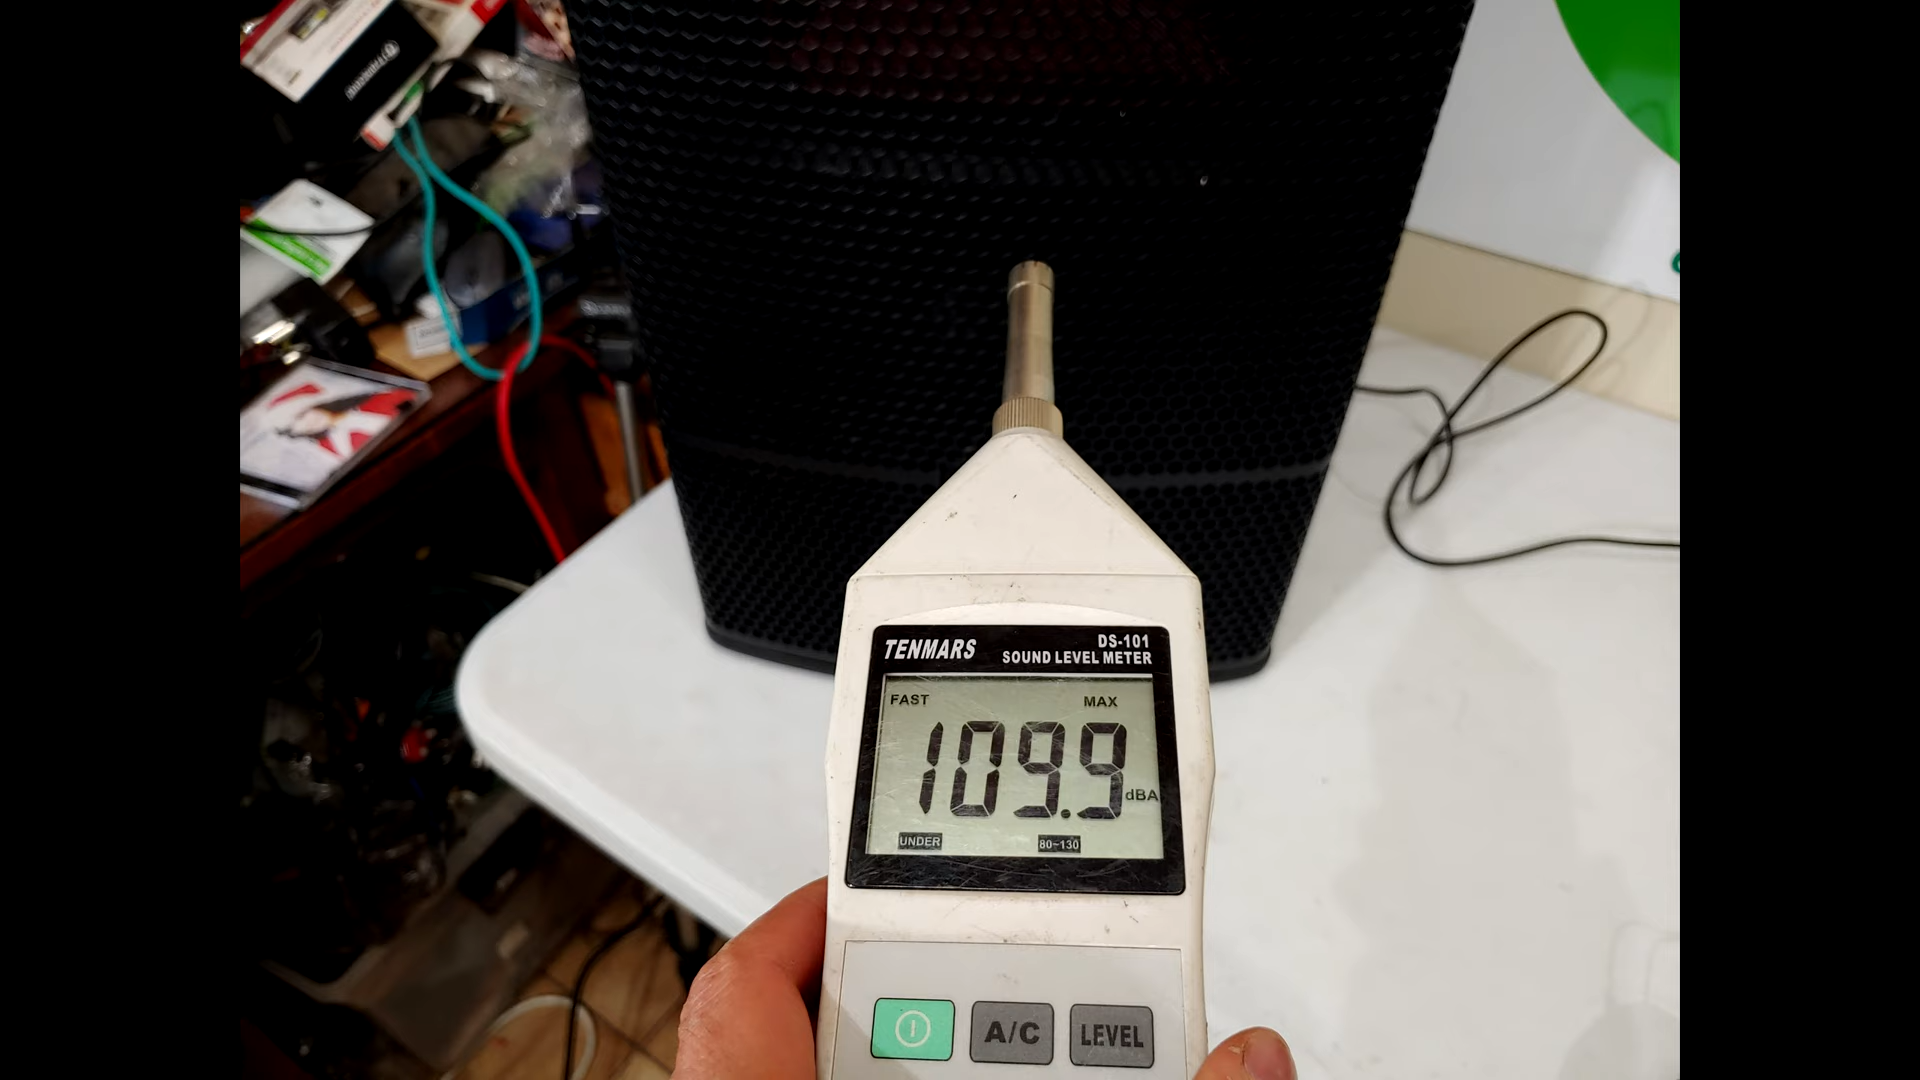 TENMARS
DS-101
SOUND LEVEL METER
FAST MAX
109.9 dBA
UNDER 80~130
A/C LEVEL